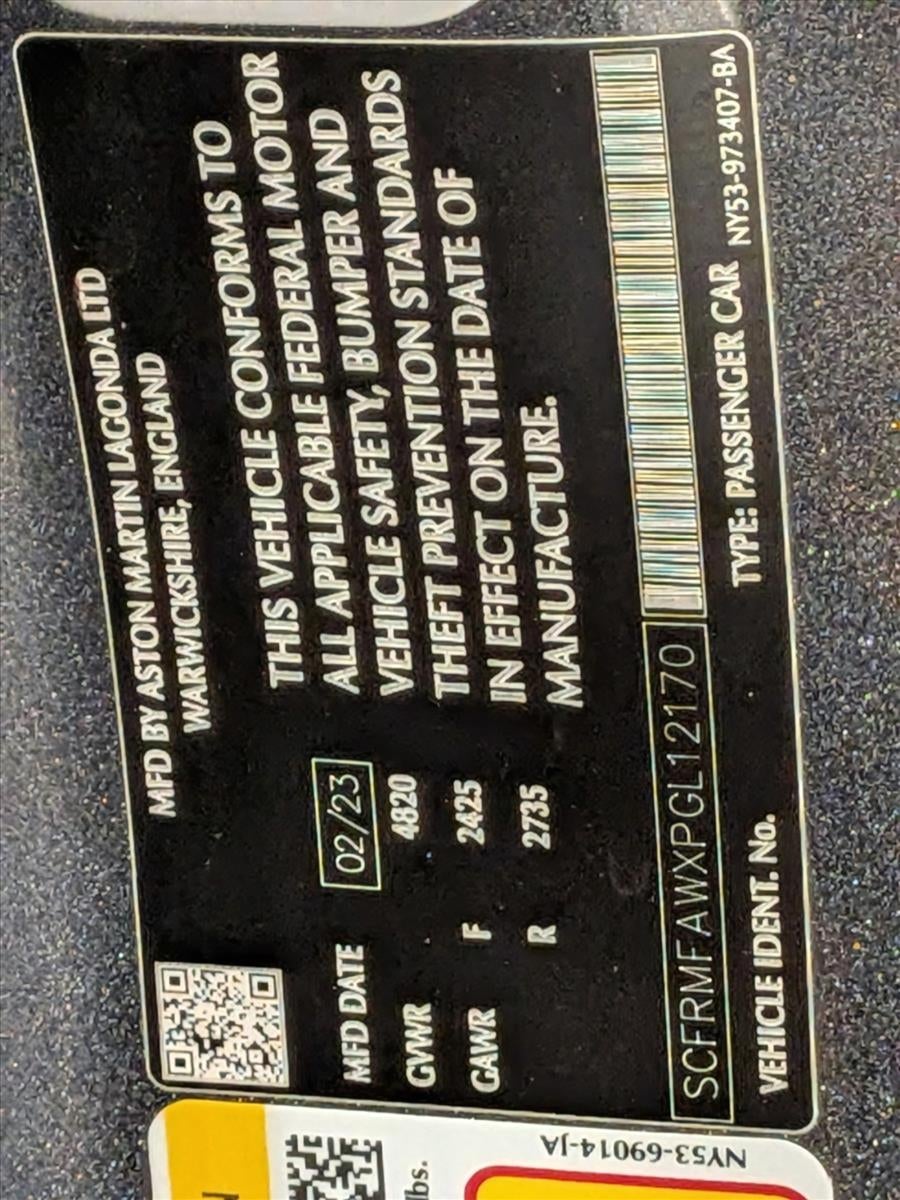 MFD BY ASTON MARTIN LAGONDA LTD
WARWICKSHIRE, ENGLAND
MFD DATE 02/23
GVWR 4820
GAWR F 2425
R 2735
THIS VEHICLE CONFORMS TO
ALL APPLICABLE FEDERAL MOTOR
VEHICLE SAFETY, BUMPER AND
THEFT PREVENTION STANDARDS
IN EFFECT ON THE DATE OF
MANUFACTURE.
SCFRMFAWXPGL12170
VEHICLE IDENT. No. TYPE: PASSENGER CAR NY53-973407-BA
lbs.
NY53-69014-JA